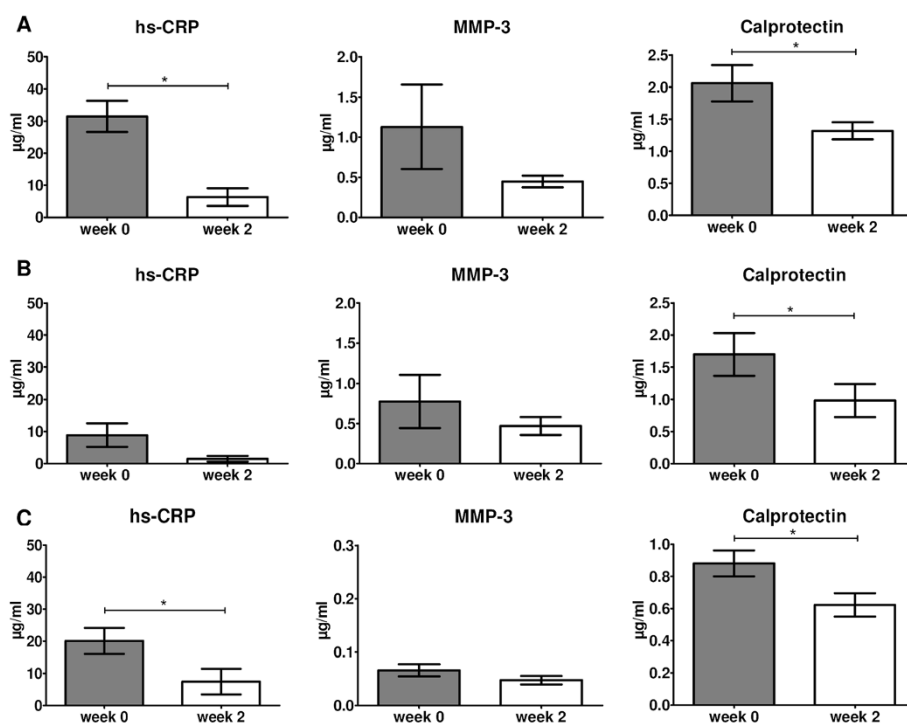 A
hs-CRP
MMP-3
Calprotectin
µg/ml
50
40
30
20
10
0
*
week 0
week 2
µg/ml
2.0
1.5
1.0
0.5
0.0
week 0
week 2
µg/ml
2.5
2.0
1.5
1.0
0.5
0.0
*
week 0
week 2
B
hs-CRP
MMP-3
Calprotectin
µg/ml
50
40
30
20
10
0
week 0
week 2
µg/ml
2.0
1.5
1.0
0.5
0.0
week 0
week 2
µg/ml
2.5
2.0
1.5
1.0
0.5
0.0
*
week 0
week 2
C
hs-CRP
MMP-3
Calprotectin
µg/ml
50
40
30
20
10
0
*
week 0
week 2
µg/ml
0.3
0.2
0.1
0.0
week 0
week 2
µg/ml
1.0
0.8
0.6
0.4
0.2
0.0
*
week 0
week 2